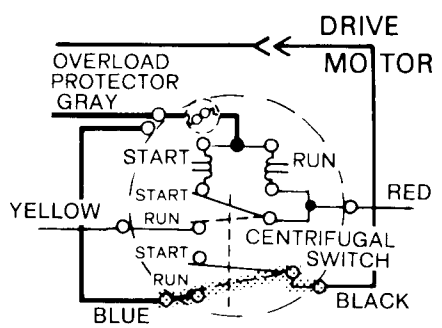 DRIVE
MOTOR
OVERLOAD
PROTECTOR
GRAY
START
RUN
START
RED
YELLOW
RUN
CENTRIFUGAL
SWITCH
START
RUN
BLUE
BLACK